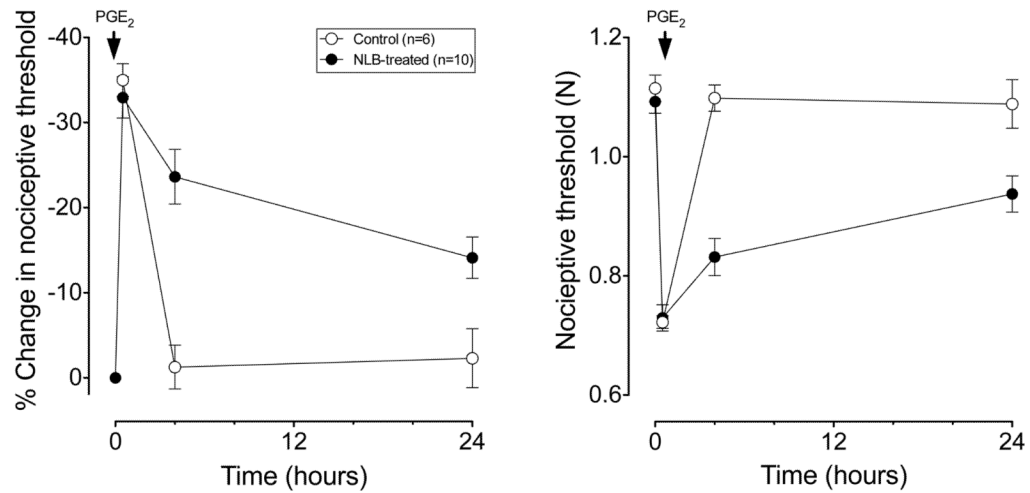 PGE2
-40
-30
-20
-10
0
% Change in nociceptive threshold
Control (n=6)
NLB-treated (n=10)
0
12
24
Time (hours)
PGE2
1.2
1.0
0.8
0.6
Nocieptive threshold (N)
0
12
24
Time (hours)